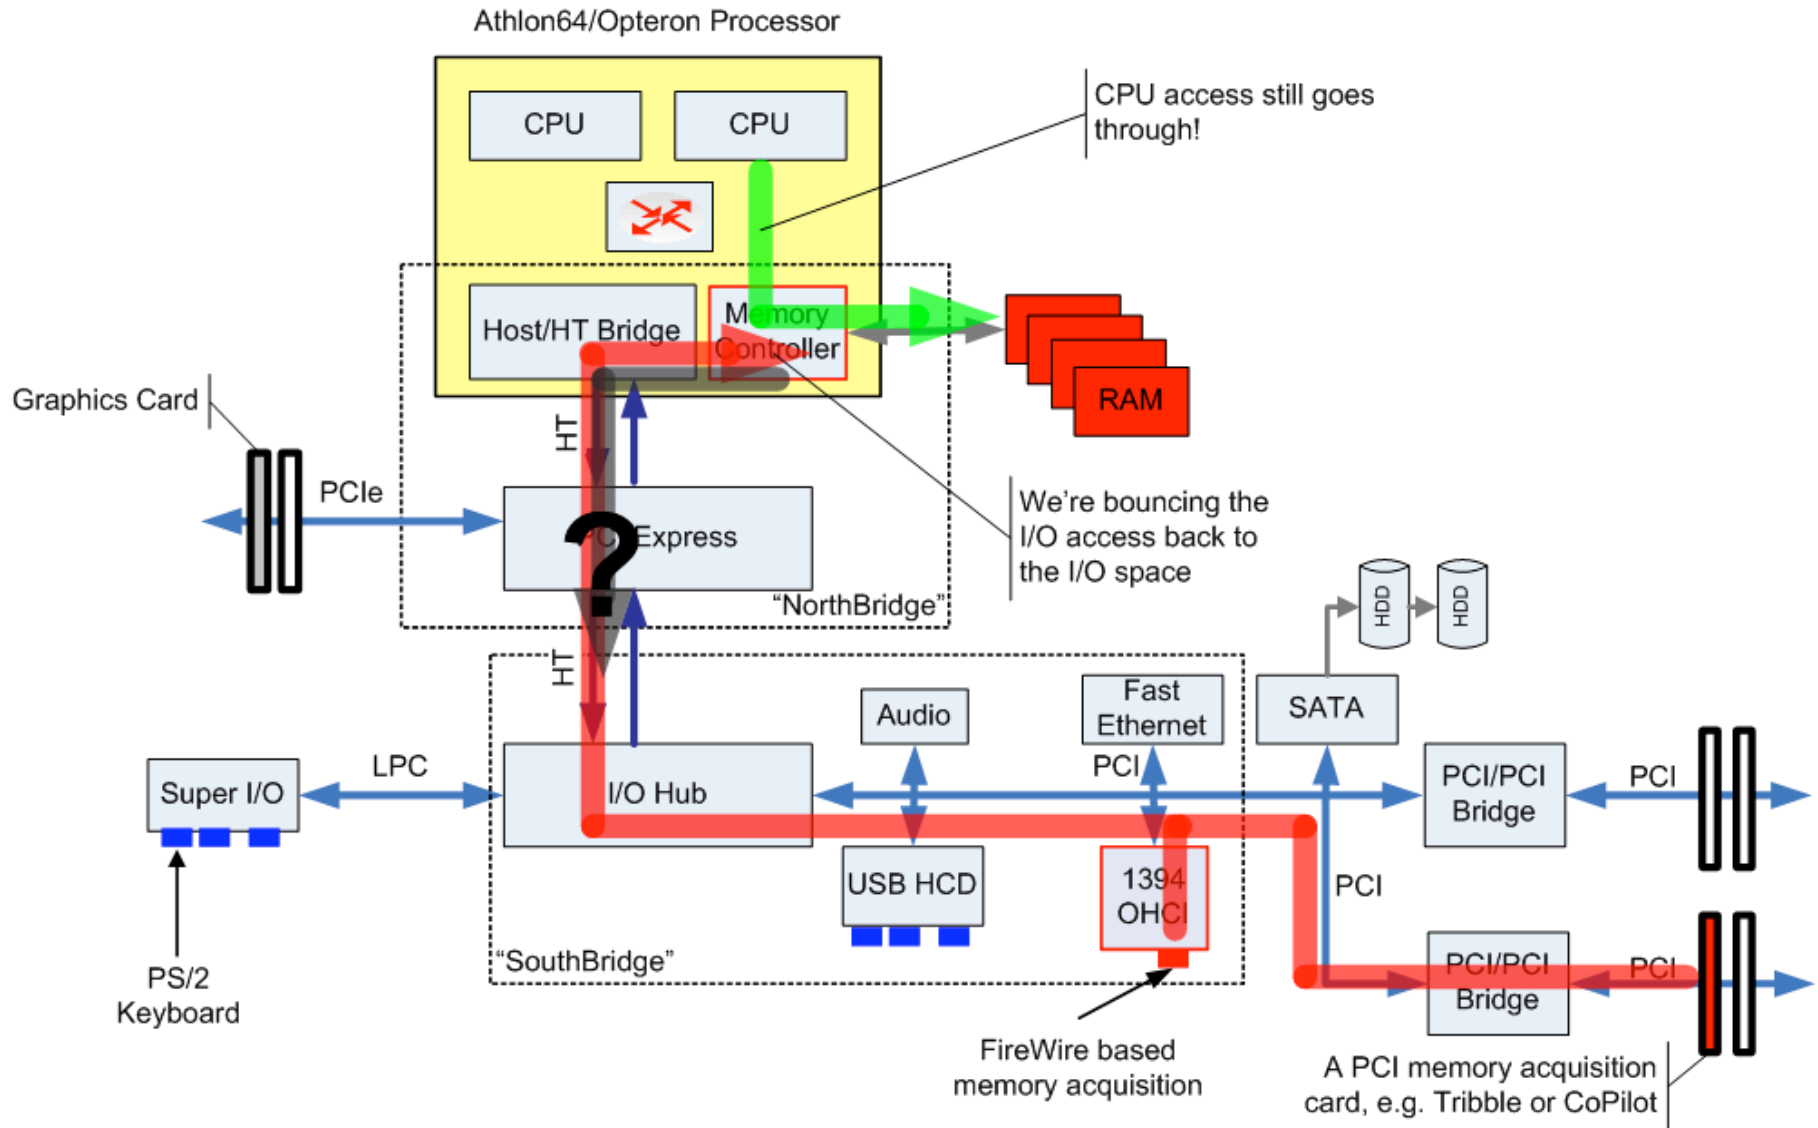 Athlon64/Opteron Processor
CPU
CPU
CPU access still goes
through!
Host/HT Bridge
Memory
Controller
RAM
Graphics Card
HT
PCIe
We're bouncing the
I/O access back to
the I/O space
?
Express
"NorthBridge"
HDD
HDD
HT
Audio
Fast
Ethernet
SATA
LPC
PCI
Super I/O
I/O Hub
PCI/PCI
Bridge
PCI
USB HCD
1394
OHCI
PCI
"SouthBridge"
PS/2
Keyboard
PCI/PCI
Bridge
PCI
FireWire based
memory acquisition
A PCI memory acquisition
card, e.g. Tribble or CoPilot